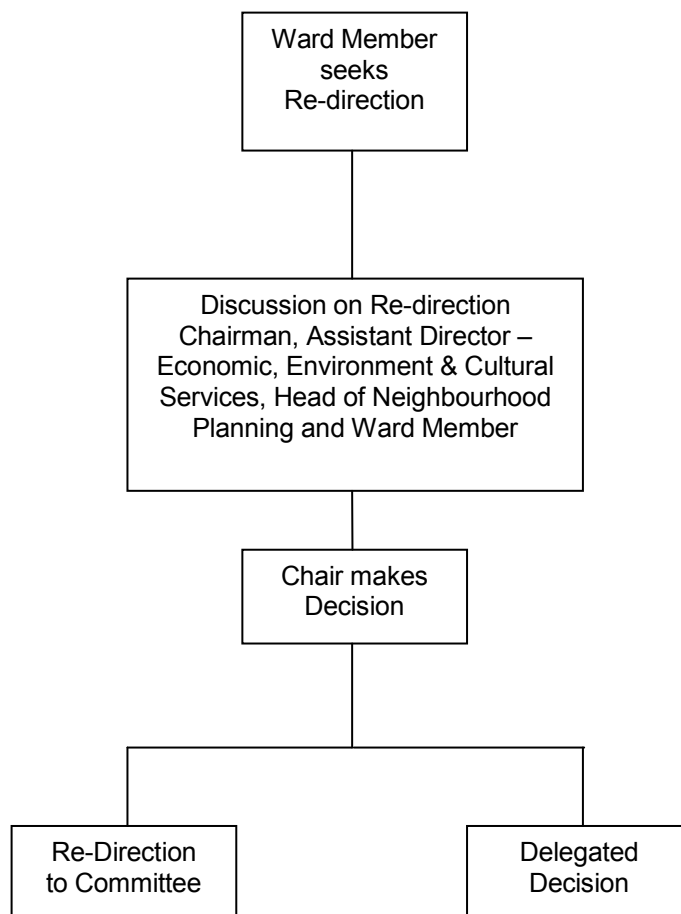 Ward Member
seeks
Re-direction
Discussion on Re-direction
Chairman, Assistant Director –
Economic, Environment & Cultural
Services, Head of Neighbourhood
Planning and Ward Member
Chair makes
Decision
Re-Direction
to Committee
Delegated
Decision